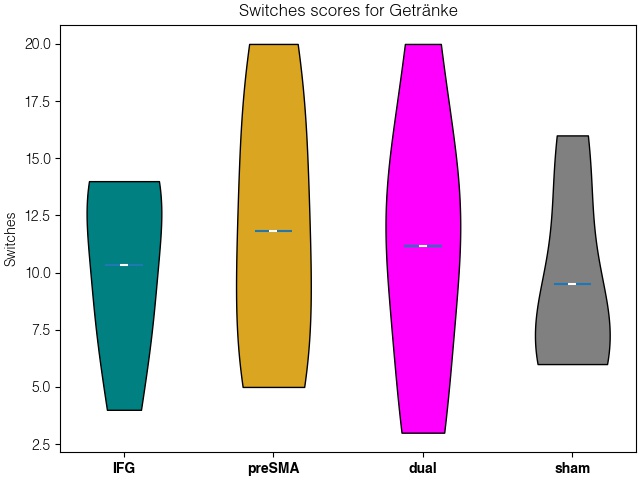 Switches scores for Getränke
Switches
20.0
17.5
15.0
12.5
10.0
7.5
5.0
2.5
IFG
preSMA
dual
sham